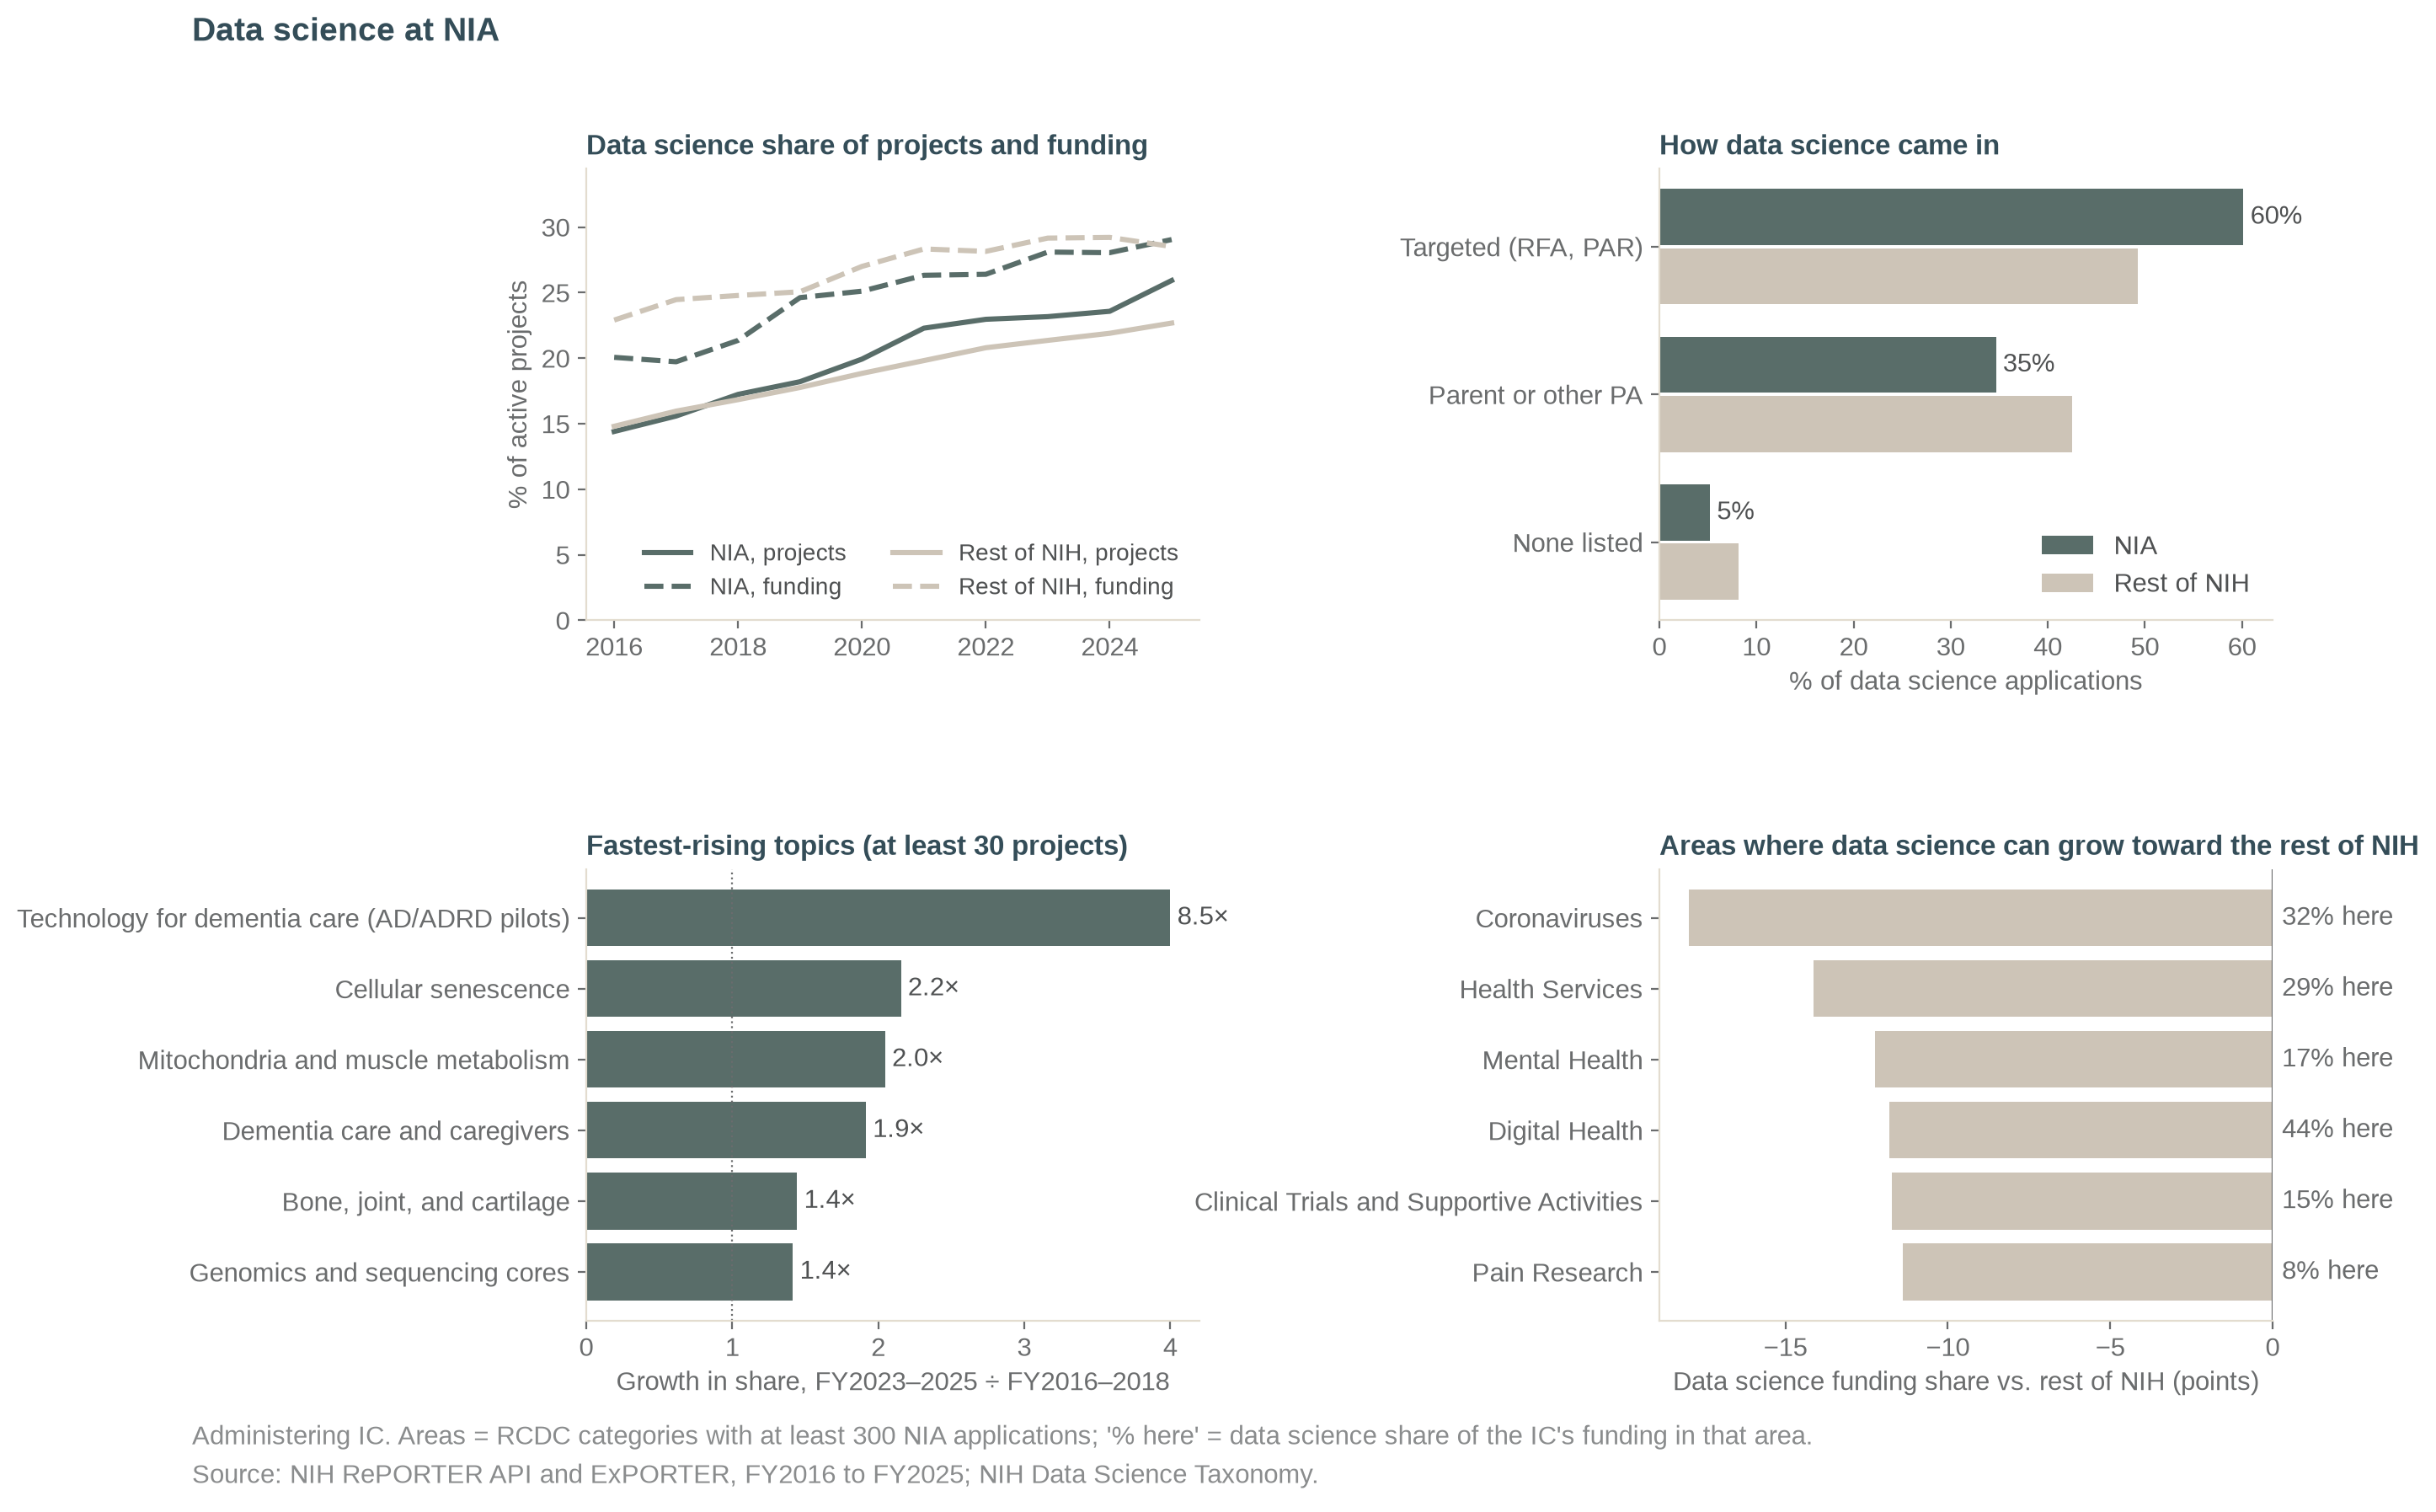 Data science at NIA
Data science share of projects and funding
% of active projects
30
25
20
15
10
5
0
NIA, projects
NIA, funding
Rest of NIH, projects
Rest of NIH, funding
2016 2018 2020 2022 2024
How data science came in
Targeted (RFA, PAR)
60%
Parent or other PA
35%
None listed
5%
NIA
Rest of NIH
0 10 20 30 40 50 60
% of data science applications
Fastest-rising topics (at least 30 projects)
Technology for dementia care (AD/ADRD pilots)
8.5×
Cellular senescence
2.2×
Mitochondria and muscle metabolism
2.0×
Dementia care and caregivers
1.9×
Bone, joint, and cartilage
1.4×
Genomics and sequencing cores
1.4×
0 1 2 3 4
Growth in share, FY2023–2025 ÷ FY2016–2018
Areas where data science can grow toward the rest of NIH
Coronaviruses
32% here
Health Services
29% here
Mental Health
17% here
Digital Health
44% here
Clinical Trials and Supportive Activities
15% here
Pain Research
8% here
−15 −10 −5 0
Data science funding share vs. rest of NIH (points)
Administering IC. Areas = RCDC categories with at least 300 NIA applications; '% here' = data science share of the IC's funding in that area.
Source: NIH RePORTER API and ExPORTER, FY2016 to FY2025; NIH Data Science Taxonomy.